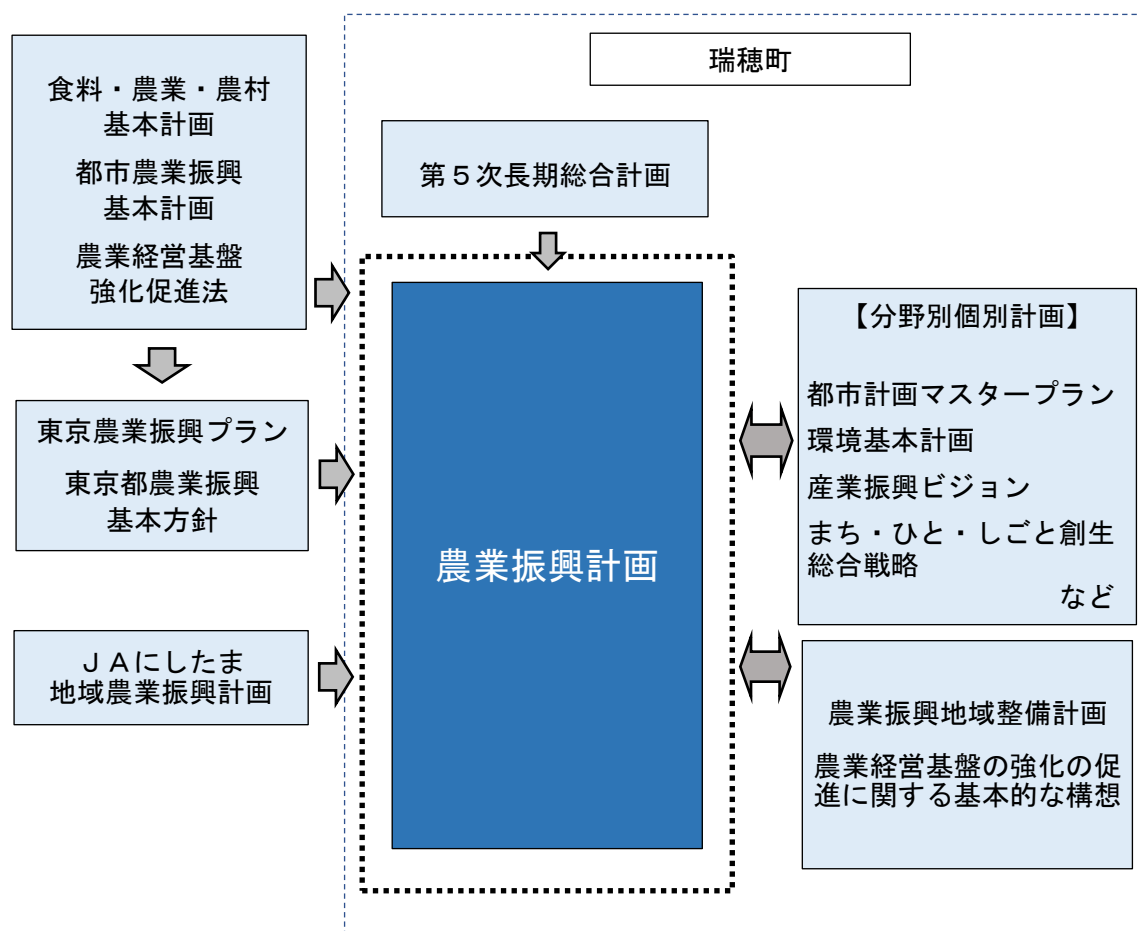 瑞穂町
食料・農業・農村
基本計画
都市農業振興
基本計画
農業経営基盤
強化促進法
第５次長期総合計画
東京農業振興プラン
東京都農業振興
基本方針
ＪＡにしたま
地域農業振興計画
農業振興計画
【分野別個別計画】
都市計画マスタープラン
環境基本計画
産業振興ビジョン
まち・ひと・しごと創生
総合戦略
など
農業振興地域整備計画
農業経営基盤の強化の促
進に関する基本的な構想